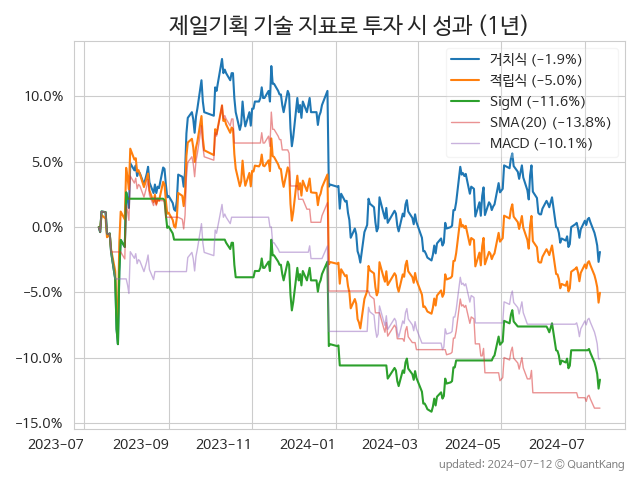 제일기획 기술 지표로 투자 시 성과 (1년)
거치식 (−1.9%)
적립식 (−5.0%)
SigM (−11.6%)
SMA(20) (−13.8%)
MACD (−10.1%)
10.0%
5.0%
0.0%
−5.0%
−10.0%
−15.0%
2023-07 2023-09 2023-11 2024-01 2024-03 2024-05 2024-07
updated: 2024-07-12 © QuantKang